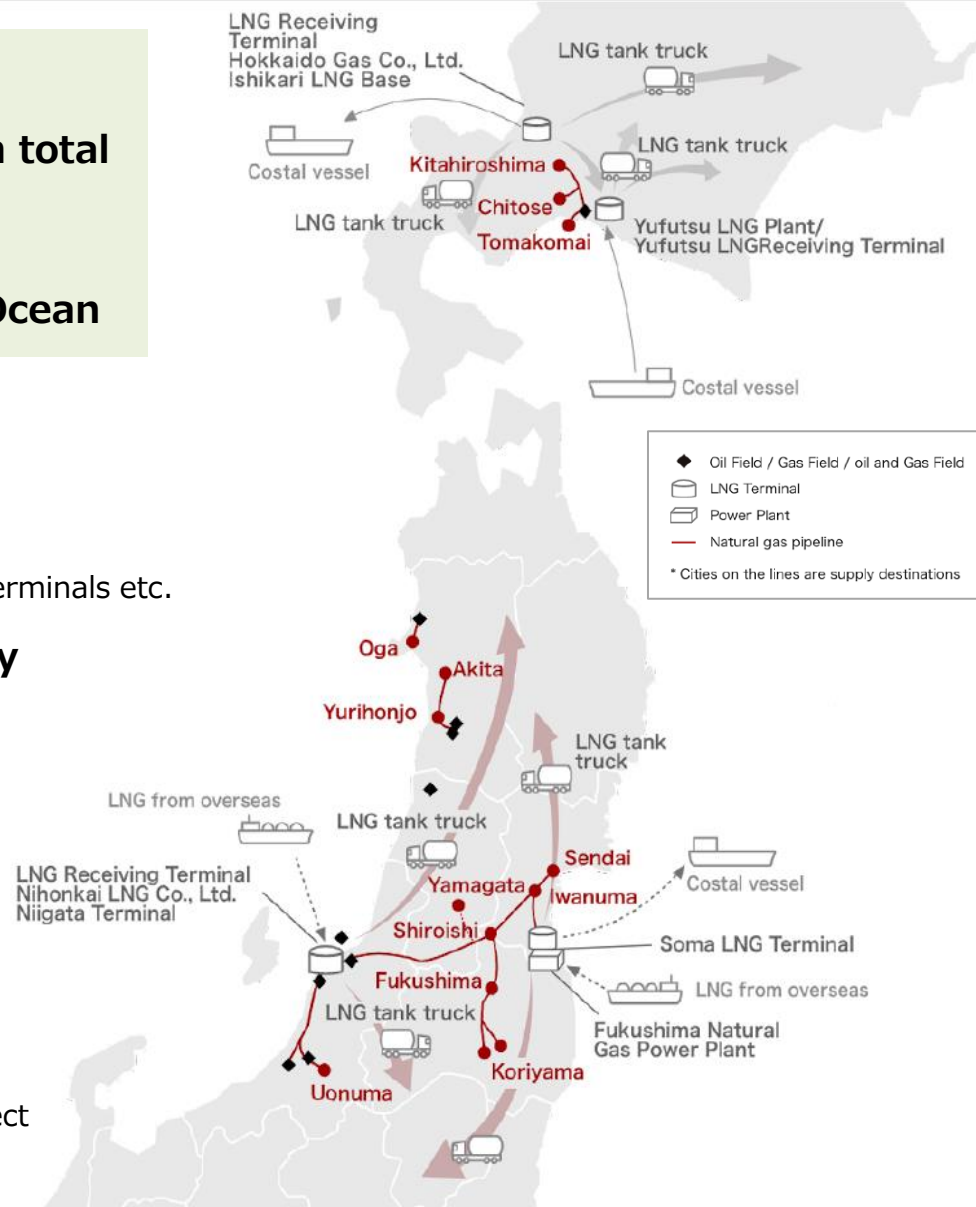 n total
Ocean
erminals etc.
y
ect
LNG Receiving
Terminal
Hokkaido Gas Co., Ltd.
Ishikari LNG Base
LNG tank truck
Costal vessel
Kitahiroshima
LNG tank truck
LNG tank truck
Chitose
Tomakomai
Yufutsu LNG Plant/
Yufutsu LNGReceiving Terminal
Costal vessel
Oil Field / Gas Field / oil and Gas Field
LNG Terminal
Power Plant
Natural gas pipeline
* Cities on the lines are supply destinations
Oga
Akita
Yurihonjo
LNG tank
truck
LNG from overseas
LNG tank truck
LNG Receiving Terminal
Nihonkai LNG Co., Ltd.
Niigata Terminal
Sendai
Yamagata
Iwanuma
Costal vessel
Shiroishi
Soma LNG Terminal
Fukushima
LNG from overseas
LNG tank truck
Fukushima Natural
Gas Power Plant
Koriyama
Uonuma